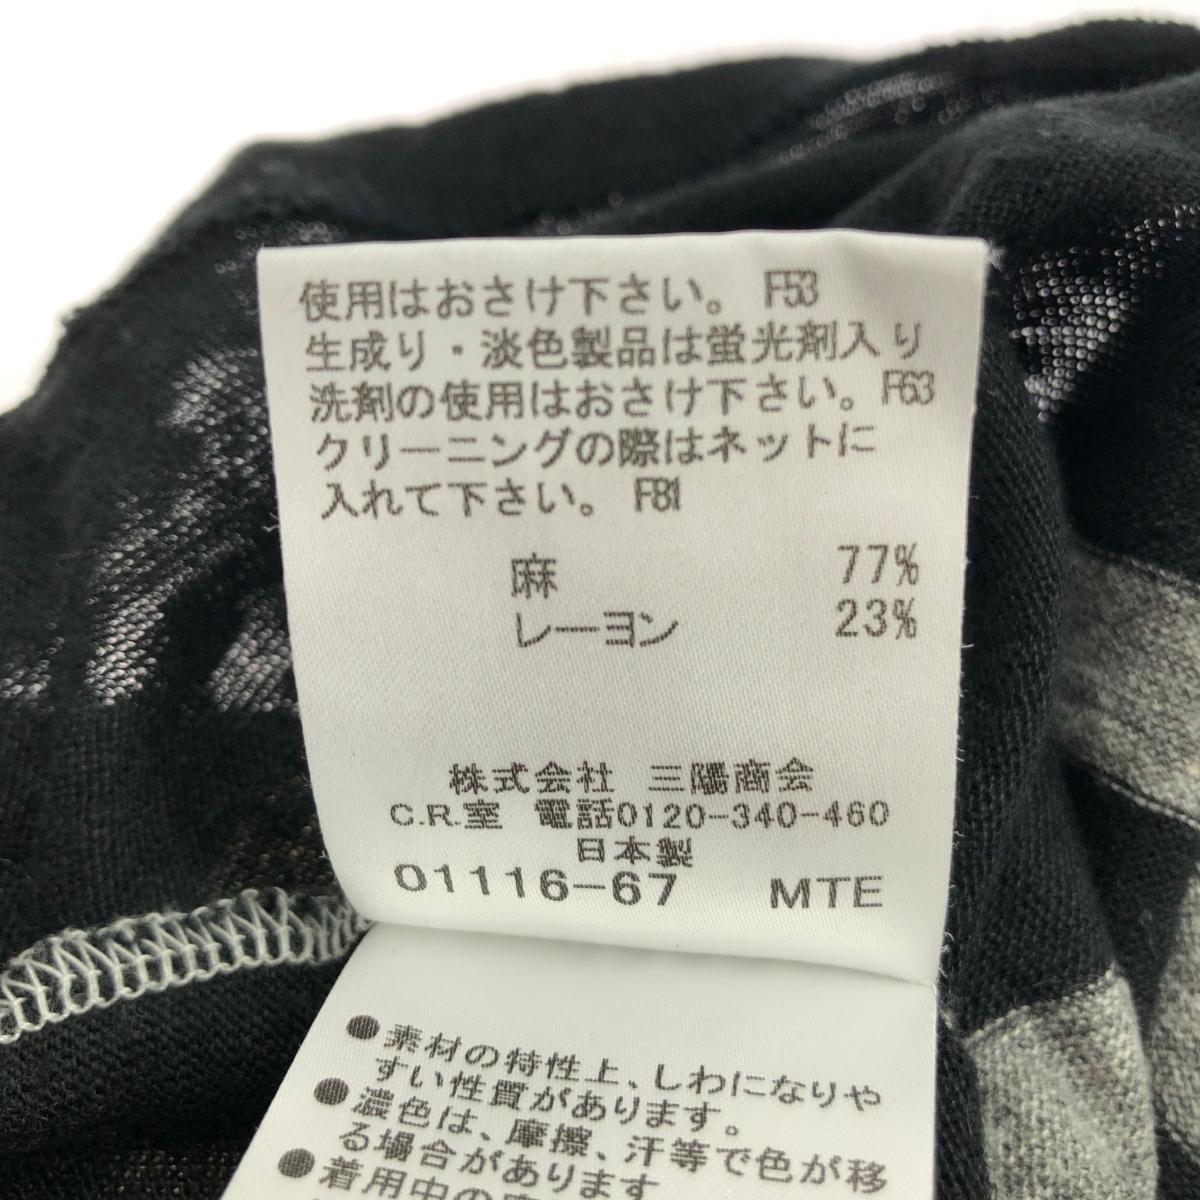 使用はおさけ下さい。 F53
生成り・淡色製品は蛍光剤入り
洗剤の使用はおさけ下さい。F63
クリーニングの際はネットに
入れて下さい。 F81
麻 77%
レーヨン 23%
株式会社 三陽商会
C.R.室 電話0120-340-460
日本製
01116-67 MTE
●素材の特性上、しわになりや
すい性質があります。
●濃色は、摩擦、汗等で色が移
る場合があります
●着用中の